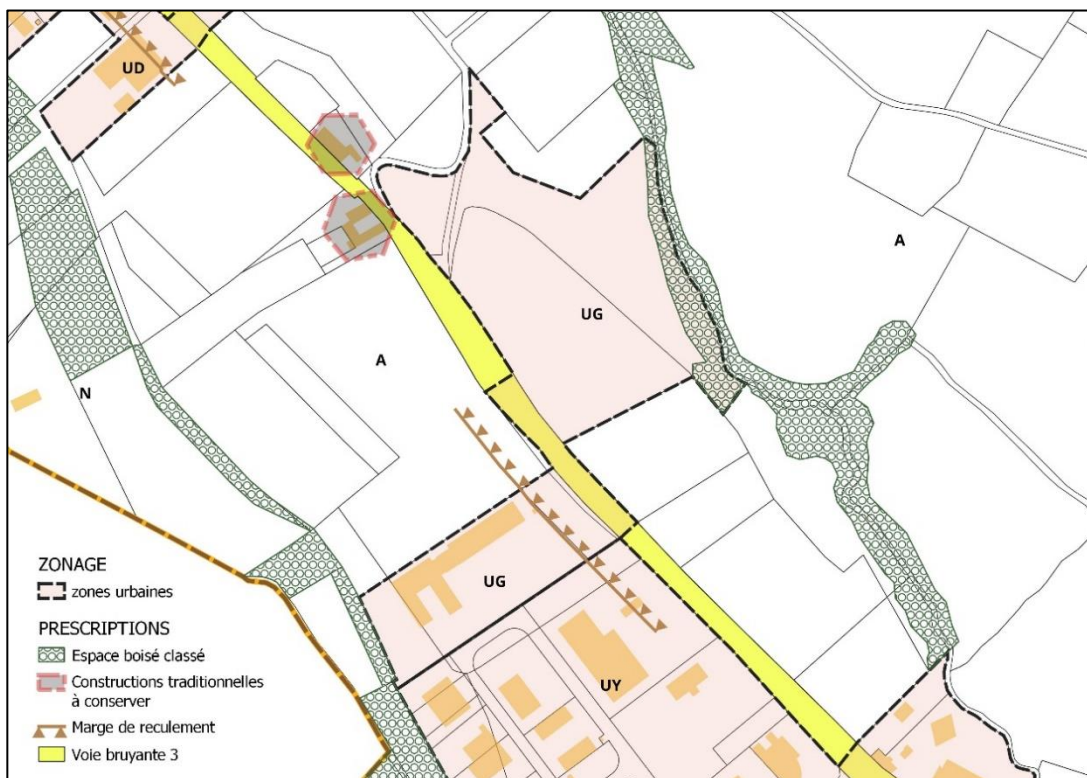 UD
A
UG
A
N
UG
UY
ZONAGE
zones urbaines
PRESCRIPTIONS
Espace boisé classé
Constructions traditionnelles
à conserver
Marge de reculement
Voie bruyante 3